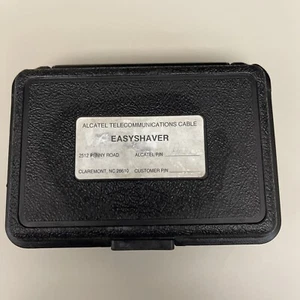 ALCATEL TELECOMMUNICATIONS CABLE
EASYSHAVER
2512 PENNY ROAD ALCATEL P/N
CLAREMONT, NC 28610 CUSTOMER P/N